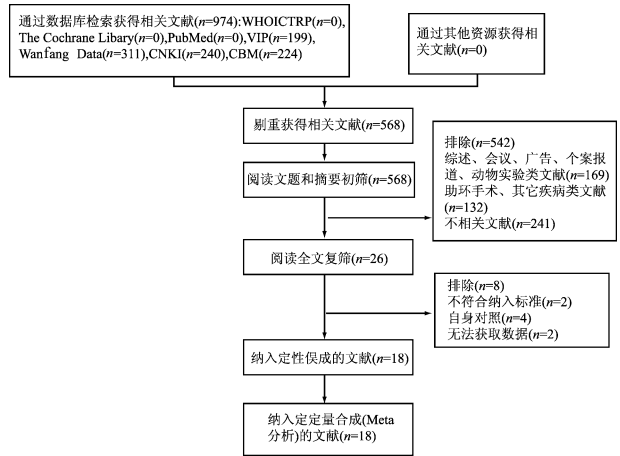 通过数据库检索获得相关文献(n=974):WHOICTRP(n=0),
The Cochrane Libary(n=0),PubMed(n=0),VIP(n=199),
Wanfang Data(n=311),CNKI(n=240),CBM(n=224)
通过其他资源获得相
关文献(n=0)
剔重获得相关文献(n=568)
阅读文题和摘要初筛(n=568)
排除(n=542)
综述、会议、广告、个案报
道、动物实验类文献(n=169)
助环手术、其它疾病类文献
(n=132)
不相关文献(n=241)
阅读全文复筛(n=26)
排除(n=8)
不符合纳入标准(n=2)
自身对照(n=4)
无法获取数据(n=2)
纳入定性俁成的文献(n=18)
纳入定定量合成(Meta
分析)的文献(n=18)